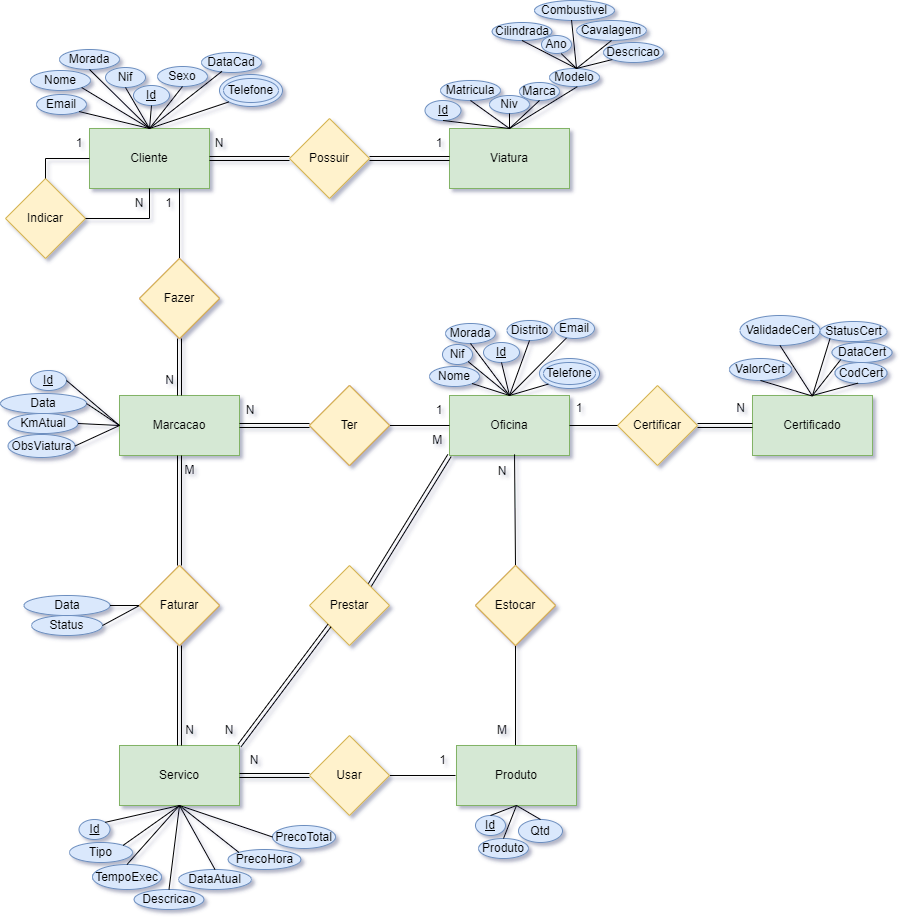 Combustivel
Cilindrada
Cavalagem
Ano
Descricao
Morada
DataCad
Nome
Nif
Sexo
Modelo
Id
Telefone
Email
Matricula
Marca
Niv
Id
1
Cliente
N
Possuir
1
Viatura
Indicar
N
1
Fazer
N
Morada
Distrito
Email
Nif
Id
Nome
Telefone
ValidadeCert
StatusCert
DataCert
ValorCert
CodCert
Id
Data
KmAtual
ObsViatura
Marcacao
N
Ter
1
Oficina
1
Certificar
N
Certificado
M
M
N
Data
Status
Faturar
Prestar
Estocar
N
N
M
Servico
N
Usar
1
Produto
Id
Tipo
TempoExec
Descricao
DataAtual
PrecoHora
PrecoTotal
Id
Qtd
Produto